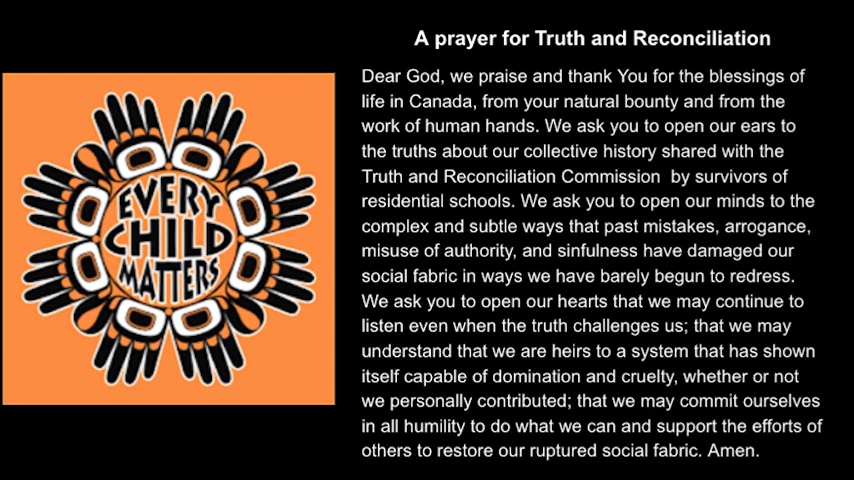 A prayer for Truth and Reconciliation
EVERY
CHILD
MATTERS
Dear God, we praise and thank You for the blessings of
life in Canada, from your natural bounty and from the
work of human hands. We ask you to open our ears to
the truths about our collective history shared with the
Truth and Reconciliation Commission by survivors of
residential schools. We ask you to open our minds to the
complex and subtle ways that past mistakes, arrogance,
misuse of authority, and sinfulness have damaged our
social fabric in ways we have barely begun to redress.
We ask you to open our hearts that we may continue to
listen even when the truth challenges us; that we may
understand that we are heirs to a system that has shown
itself capable of domination and cruelty, whether or not
we personally contributed; that we may commit ourselves
in all humility to do what we can and support the efforts of
others to restore our ruptured social fabric. Amen.